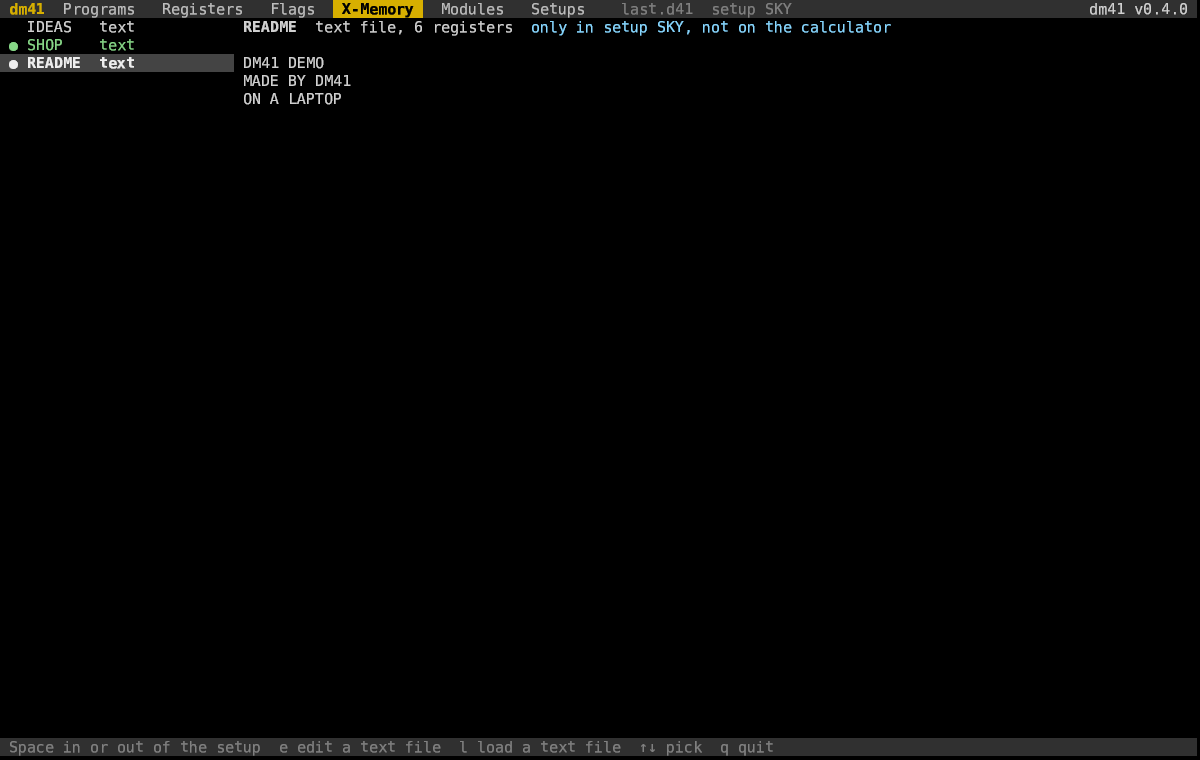 dm41  Programs   Registers   Flags   X-Memory   Modules   Setups    last.d41  setup SKY    dm41 v0.4.0
IDEAS   text    README  text file, 6 registers  only in setup SKY, not on the calculator
● SHOP    text
● README  text    DM41 DEMO
MADE BY DM41
ON A LAPTOP
Space in or out of the setup  e edit a text file  l load a text file  ↑↓ pick  q quit